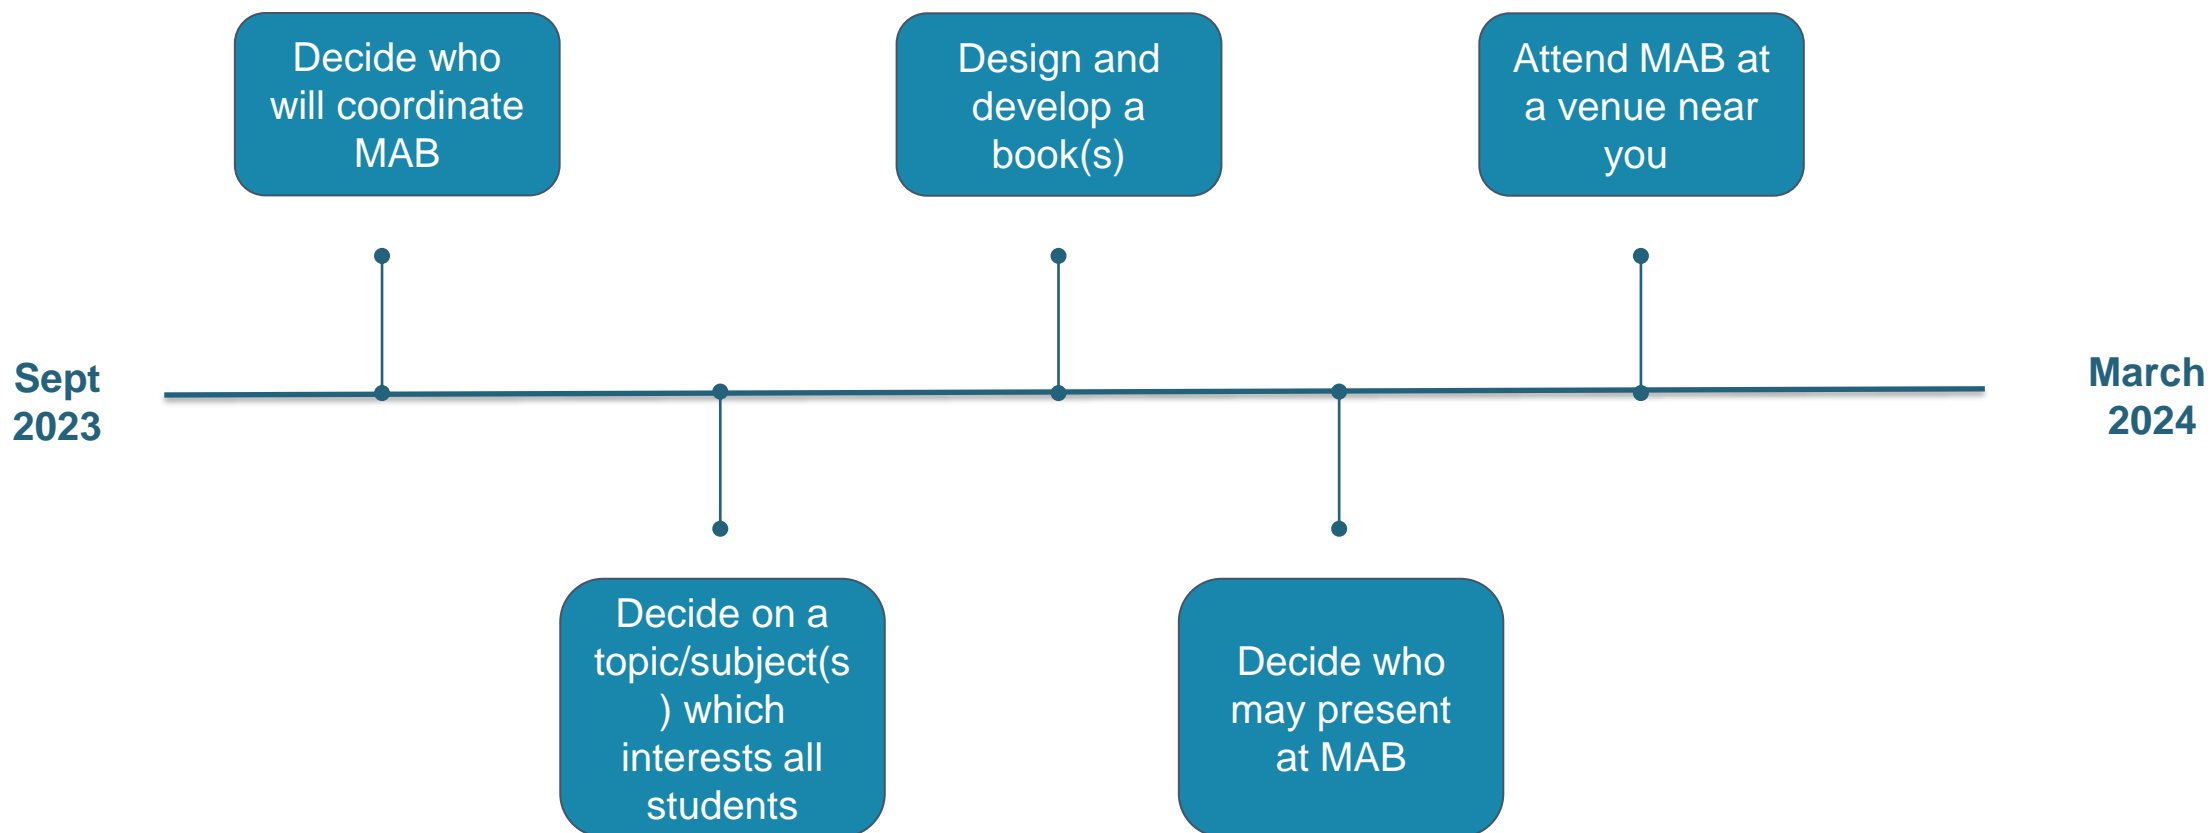 Decide who
will coordinate
MAB
Design and
develop a
book(s)
Attend MAB at
a venue near
you
Sept
2023
March
2024
Decide on a
topic/subject(s
) which
interests all
students
Decide who
may present
at MAB